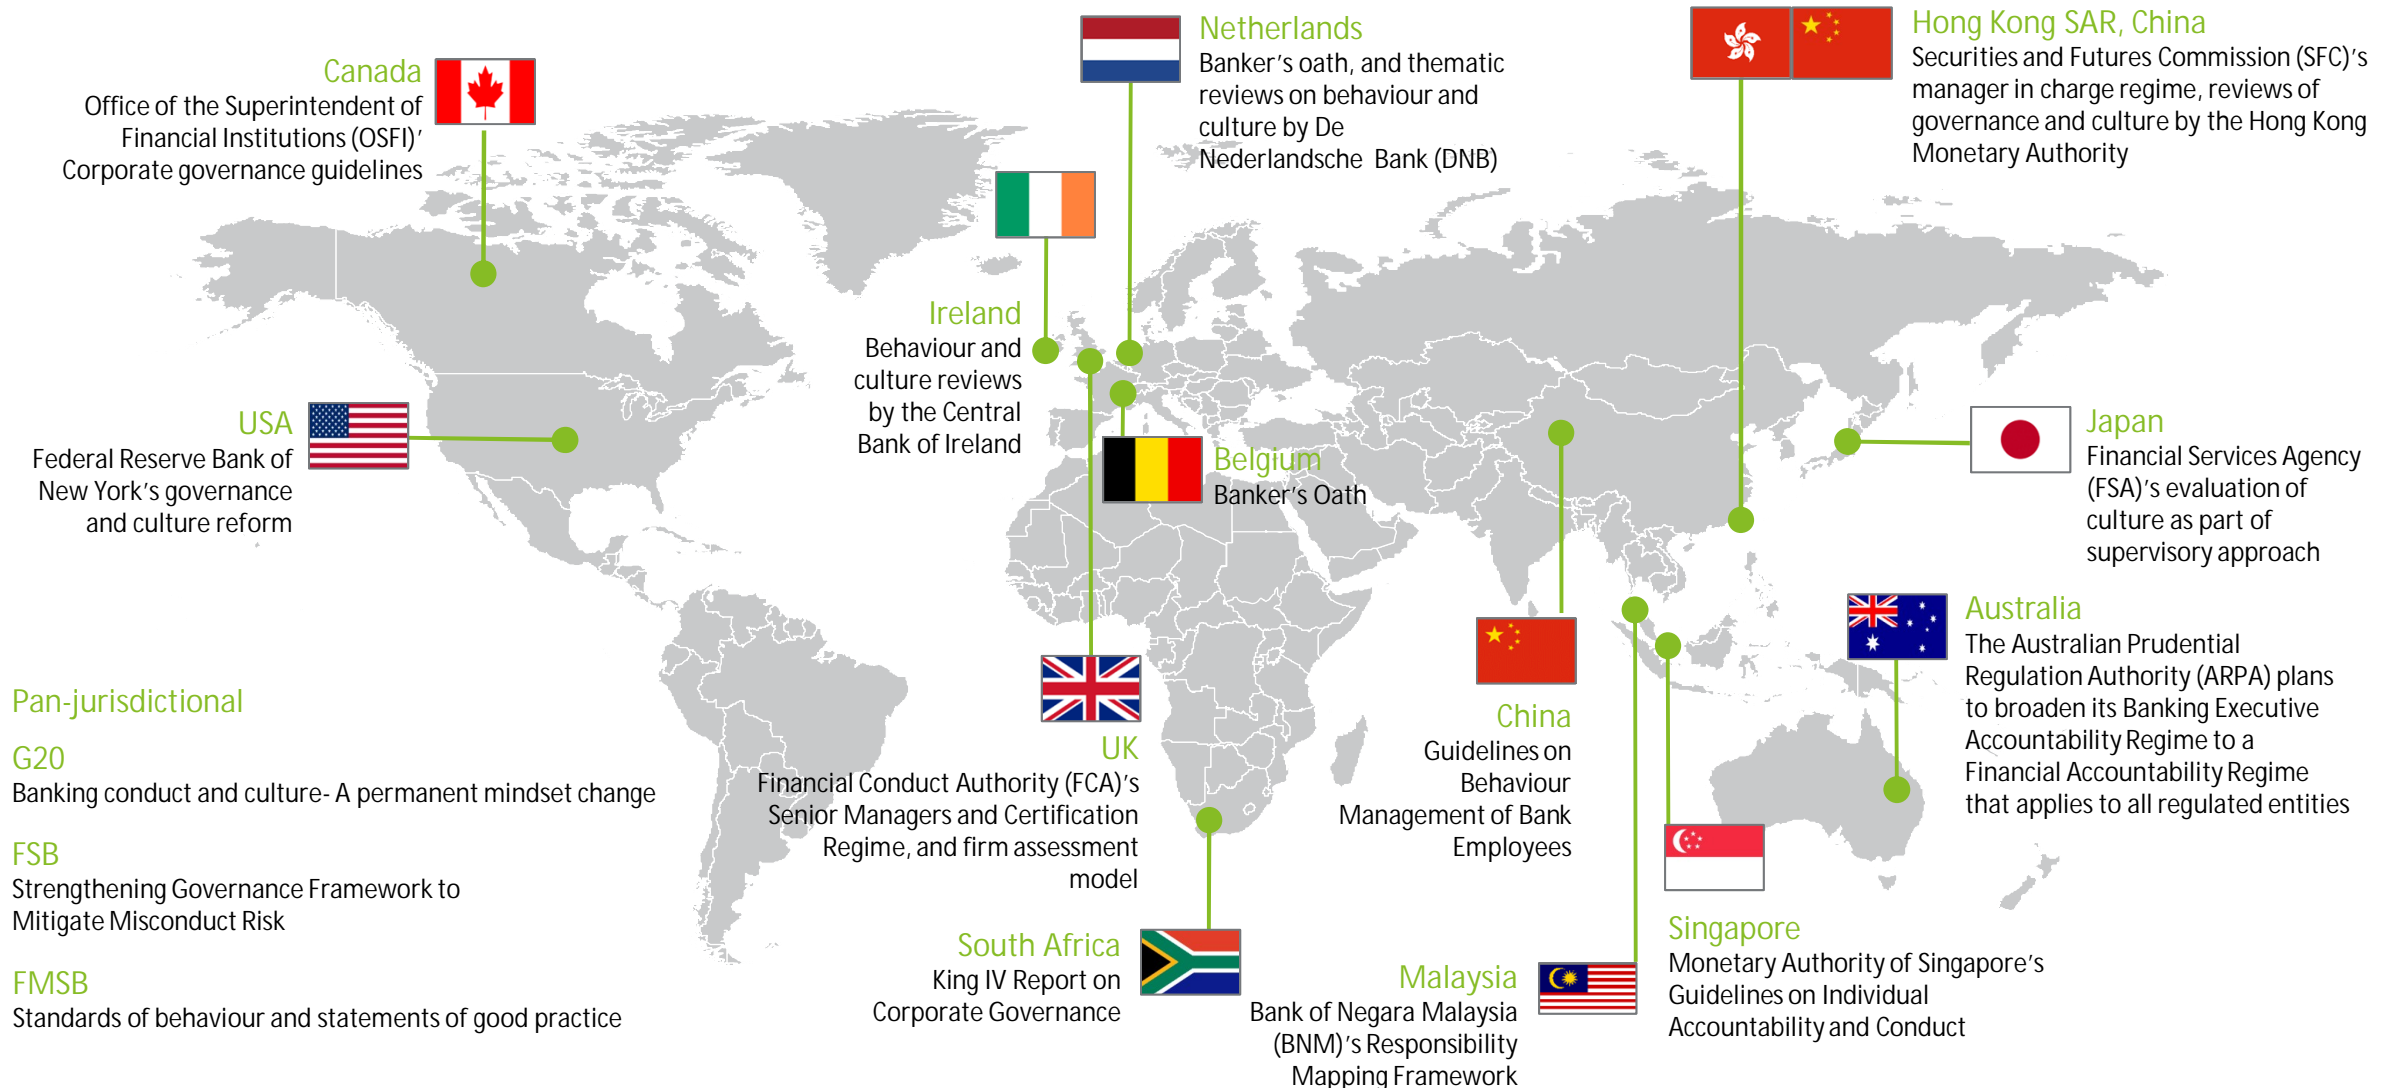 Canada
Office of the Superintendent of
Financial Institutions (OSFI)'
Corporate governance guidelines
Netherlands
Banker's oath, and thematic
reviews on behaviour and
culture by De
Nederlandsche Bank (DNB)
Hong Kong SAR, China
Securities and Futures Commission (SFC)'s
manager in charge regime, reviews of
governance and culture by the Hong Kong
Monetary Authority
Ireland
Behaviour and
culture reviews
by the Central
Bank of Ireland
USA
Federal Reserve Bank of
New York's governance
and culture reform
Belgium
Banker's Oath
Japan
Financial Services Agency
(FSA)'s evaluation of
culture as part of
supervisory approach
Australia
The Australian Prudential
Regulation Authority (ARPA) plans
to broaden its Banking Executive
Accountability Regime to a
Financial Accountability Regime
that applies to all regulated entities
Pan-jurisdictional
G20
Banking conduct and culture- A permanent mindset change
FSB
Strengthening Governance Framework to
Mitigate Misconduct Risk
FMSB
Standards of behaviour and statements of good practice
UK
Financial Conduct Authority (FCA)'s
Senior Managers and Certification
Regime, and firm assessment
model
China
Guidelines on
Behaviour
Management of Bank
Employees
South Africa
King IV Report on
Corporate Governance
Malaysia
Bank of Negara Malaysia
(BNM)'s Responsibility
Mapping Framework
Singapore
Monetary Authority of Singapore's
Guidelines on Individual
Accountability and Conduct